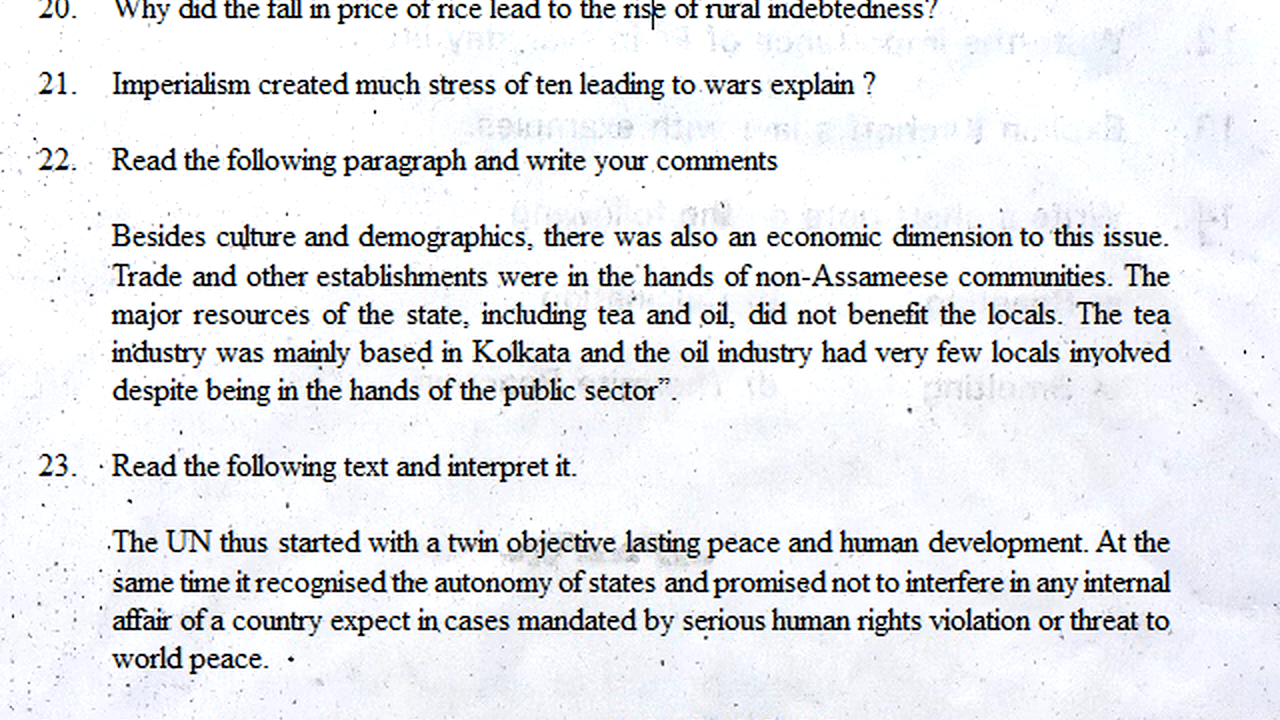 20. Why did the fall in price of rice lead to the rise of rural indebtedness?
21. Imperialism created much stress of ten leading to wars explain ?
22. Read the following paragraph and write your comments
Besides culture and demographics, there was also an economic dimension to this issue.
Trade and other establishments were in the hands of non-Assameese communities. The
major resources of the state, including tea and oil, did not benefit the locals. The tea
industry was mainly based in Kolkata and the oil industry had very few locals inyolved
despite being in the hands of the public sector”
23. Read the following text and interpret it.
The UN thus started with a twin objective lasting peace and human development. At the
same time it recognised the autonomy of states and promised not to interfere in any internal
affair of a country expect in cases mandated by serious human rights violation or threat to
world peace.